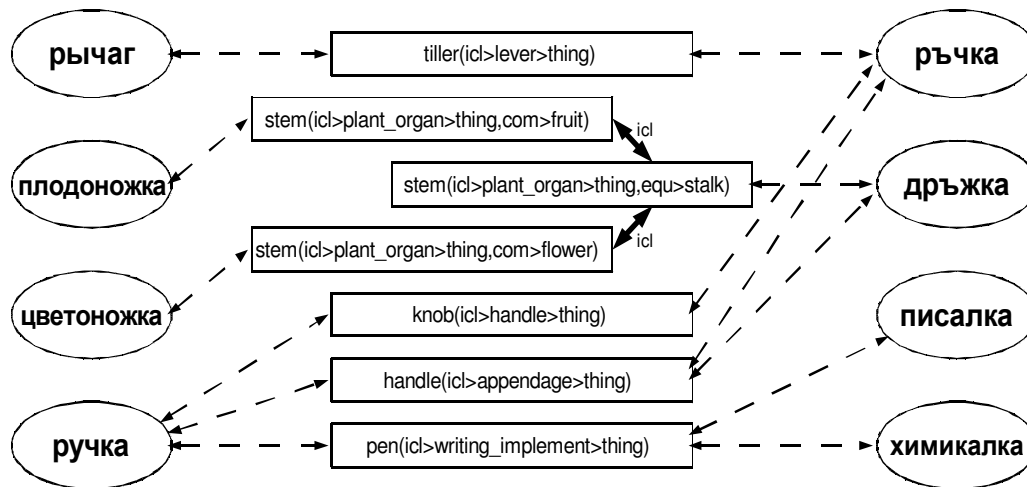 рычаг
tiller(icl>lever>thing)
ръчка
stem(icl>plant_organ>thing,com>fruit)
icl
плодоножка
stem(icl>plant_organ>thing,equ>stalk)
дръжка
icl
stem(icl>plant_organ>thing,com>flower)
цветоножка
knob(icl>handle>thing)
писалка
handle(icl>appendage>thing)
ручка
pen(icl>writing_implement>thing)
химикалка